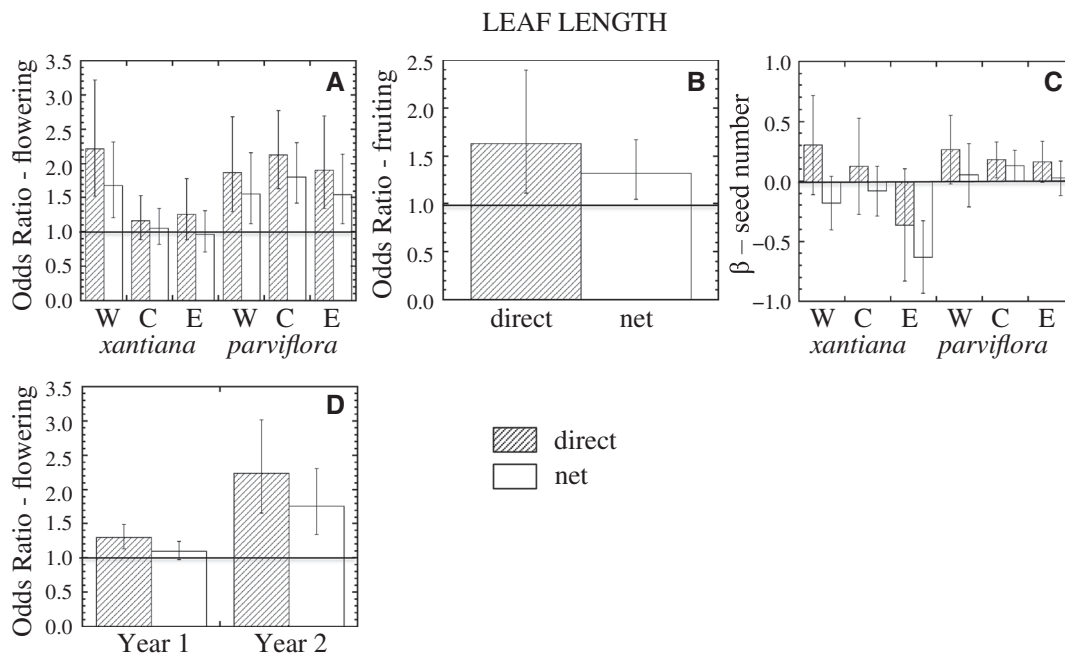 LEAF LENGTH
A
Odds Ratio - flowering
3.5
3.0
2.5
2.0
1.5
1.0
0.5
0.0
W C E W C E
xantiana parviflora
B
Odds Ratio - fruiting
2.5
2.0
1.5
1.0
0.5
0.0
direct net
C
β – seed number
1.0
0.5
0.0
−0.5
−1.0
W C E W C E
xantiana parviflora
D
Odds Ratio - flowering
3.5
3.0
2.5
2.0
1.5
1.0
0.5
0.0
Year 1 Year 2
direct
net